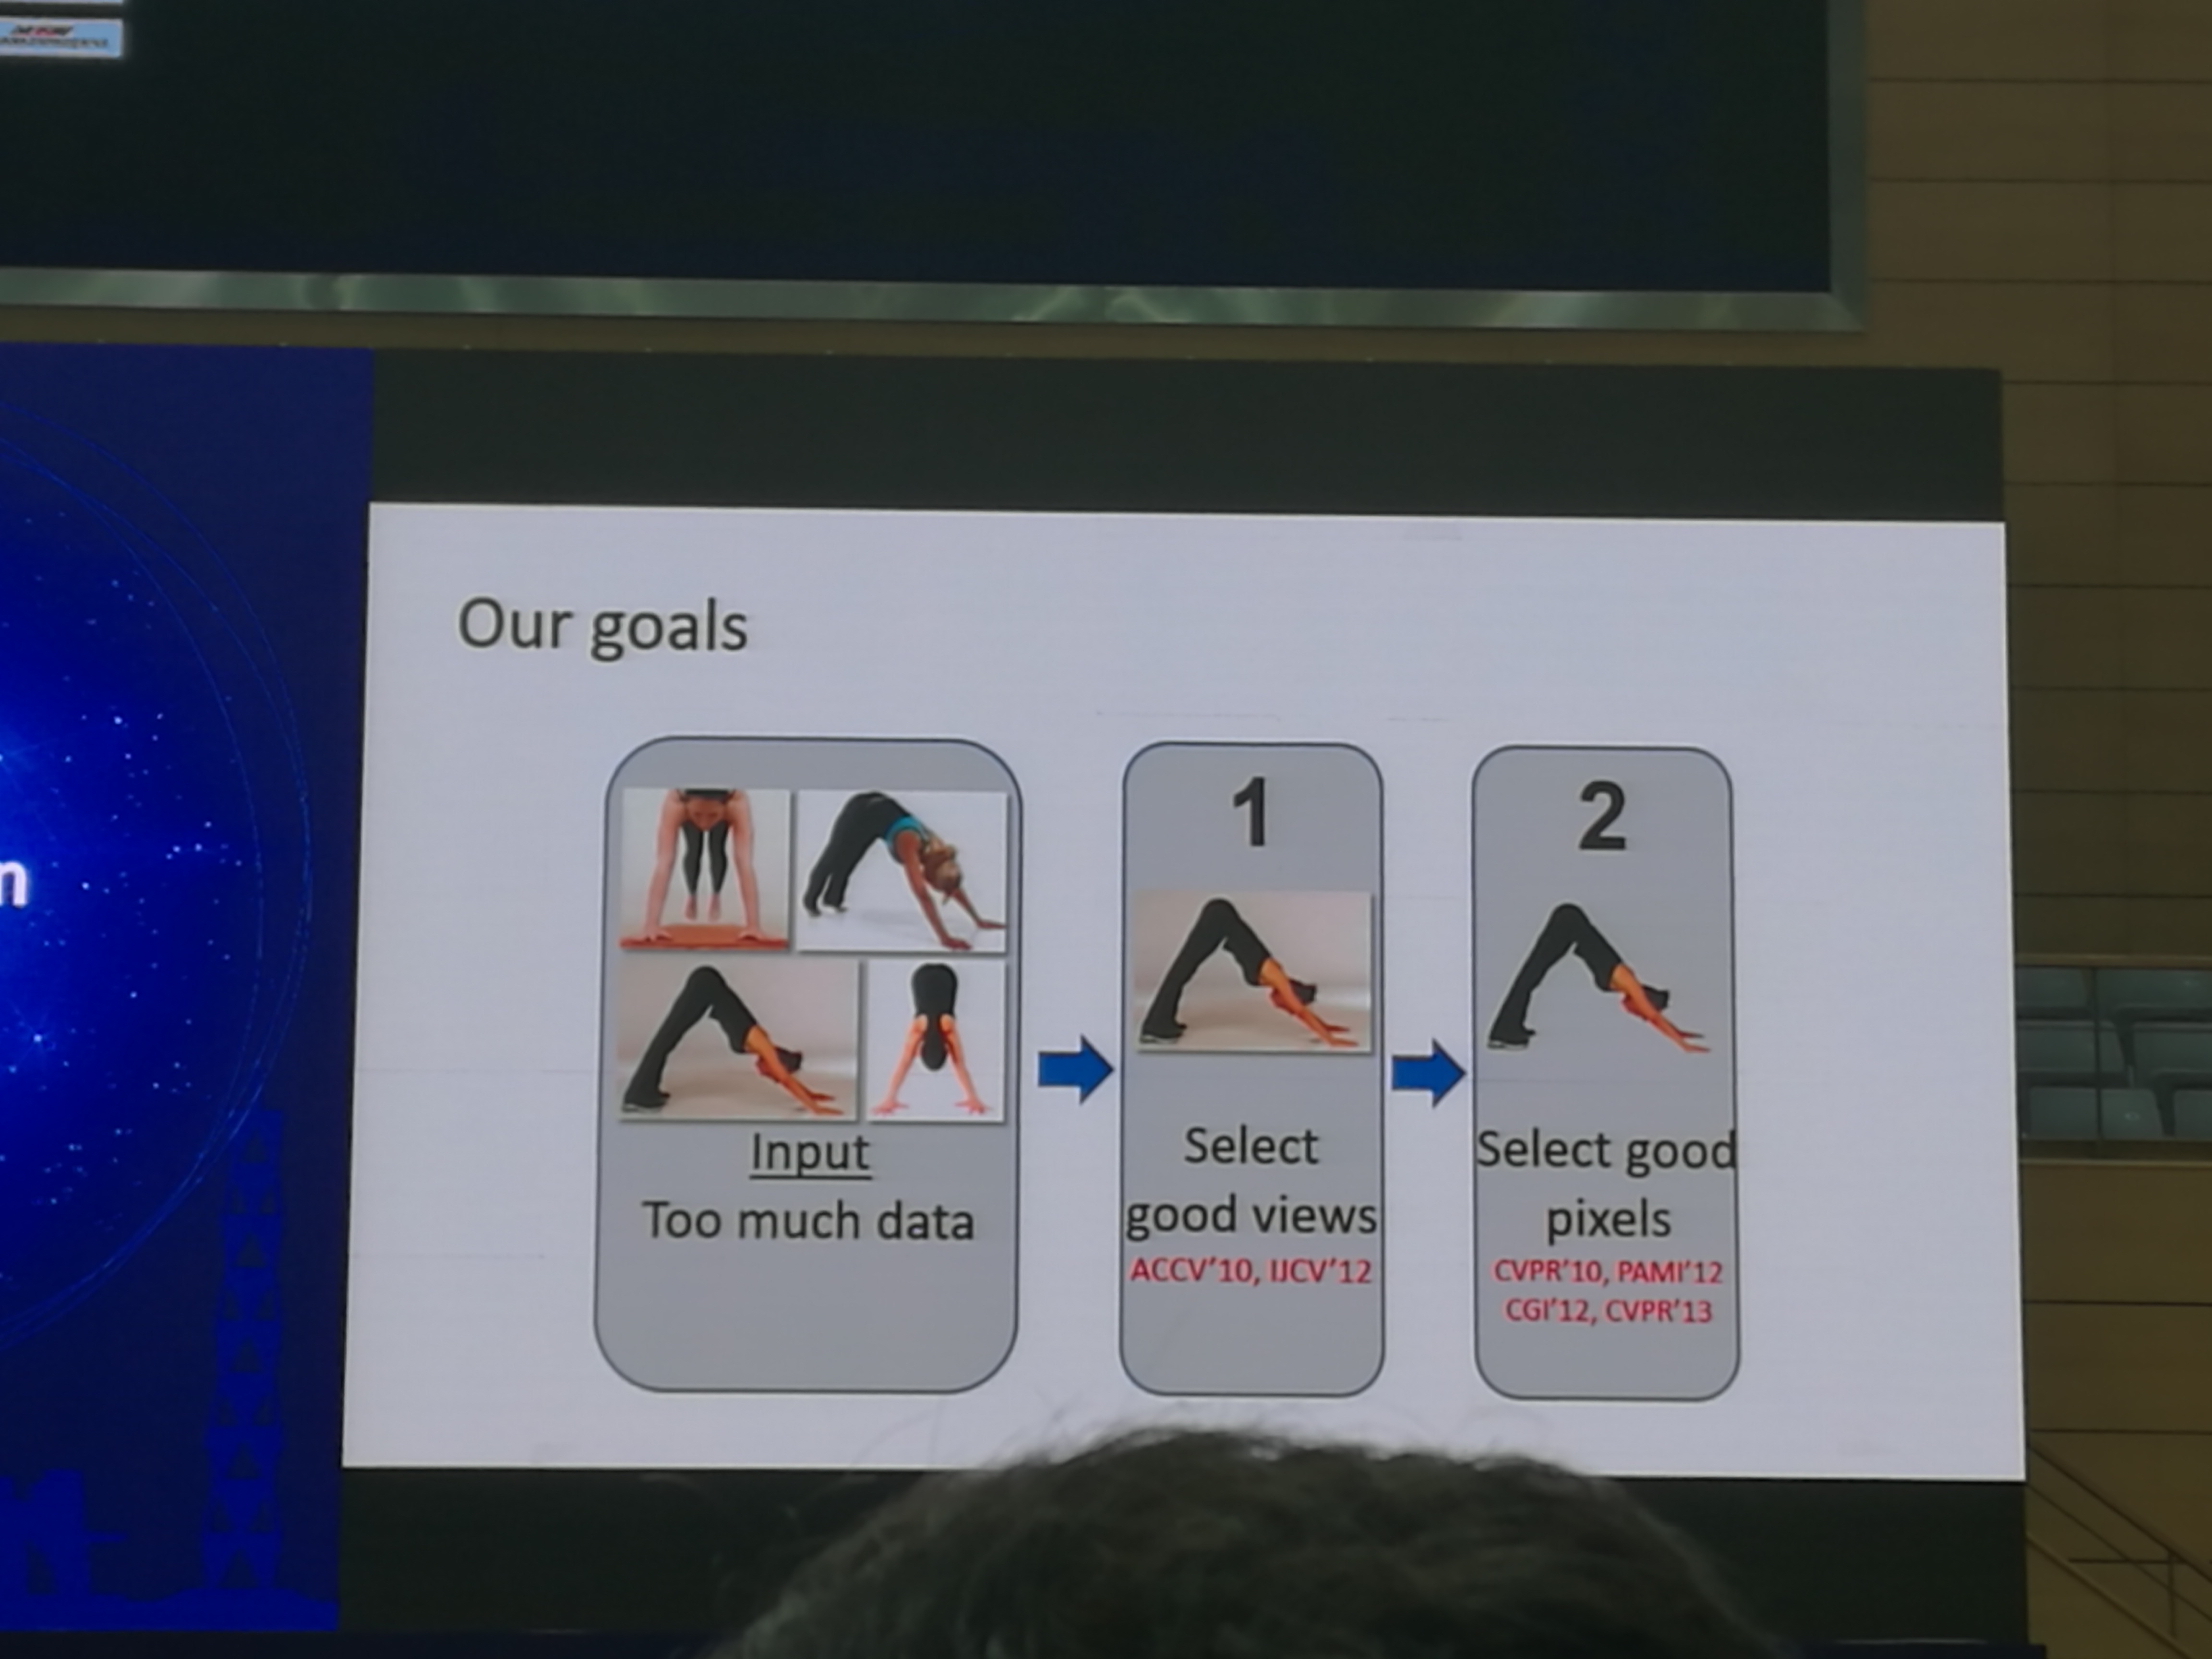 Our goals
Input
Too much data
1
Select
good views
ACCV'10, IJCV'12
2
Select good
pixels
CVPR'10, PAMI'12
CGI'12, CVPR'13
n